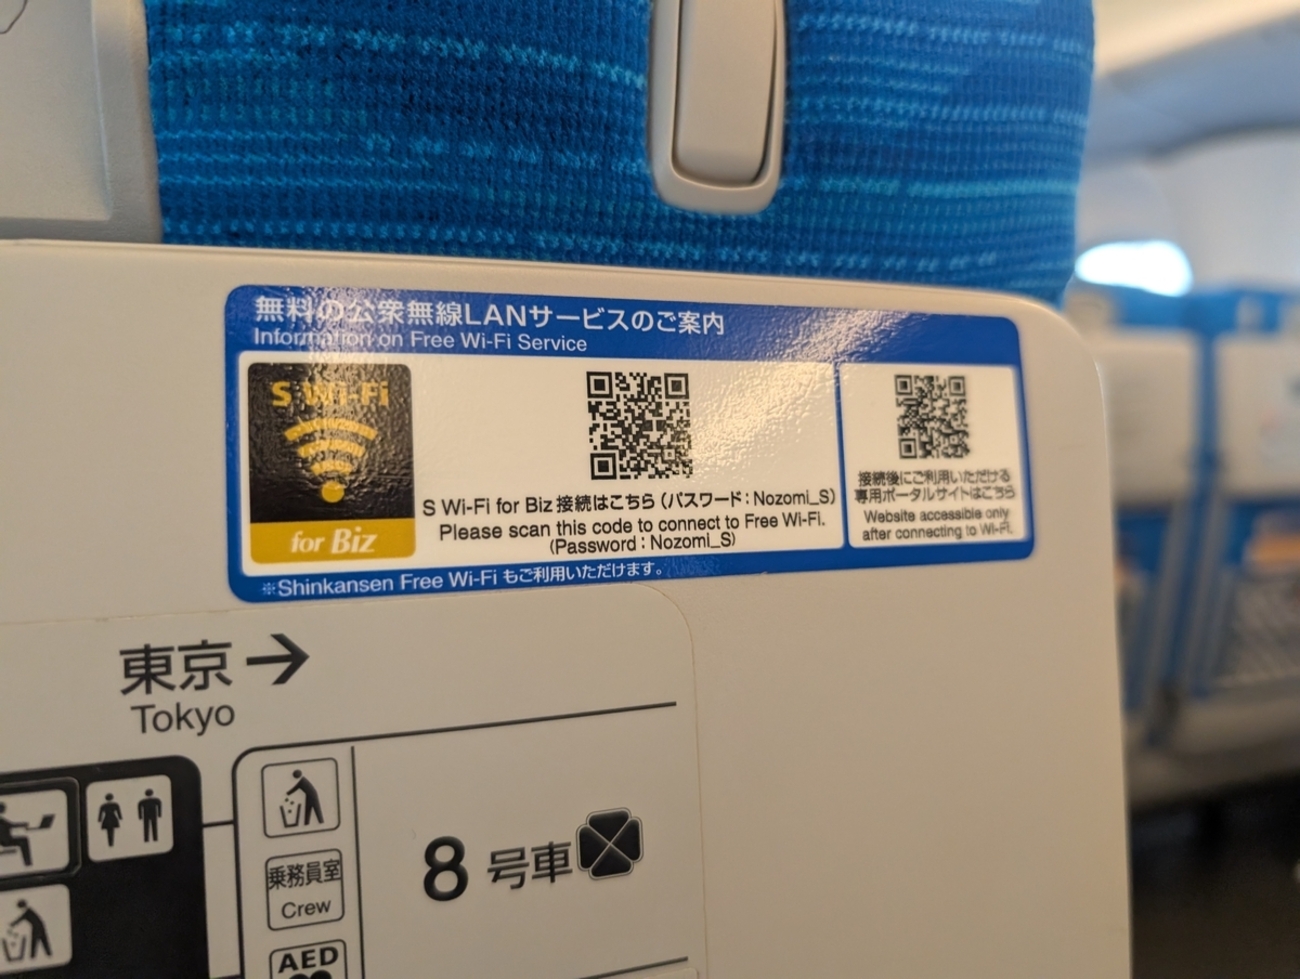 無料の公衆無線LANサービスのご案内
Information on Free Wi-Fi Service
S Wi-Fi
for Biz
S Wi-Fi for Biz 接続はこちら（パスワード：Nozomi_S）
Please scan this code to connect to Free Wi-Fi.
(Password : Nozomi_S)
接続後にご利用いただける
専用ポータルサイトはこちら
Website accessible only
after connecting to Wi-Fi.
※Shinkansen Free Wi-Fi もご利用いただけます。
東京 →
Tokyo
8 号車
乗務員室
Crew
AED